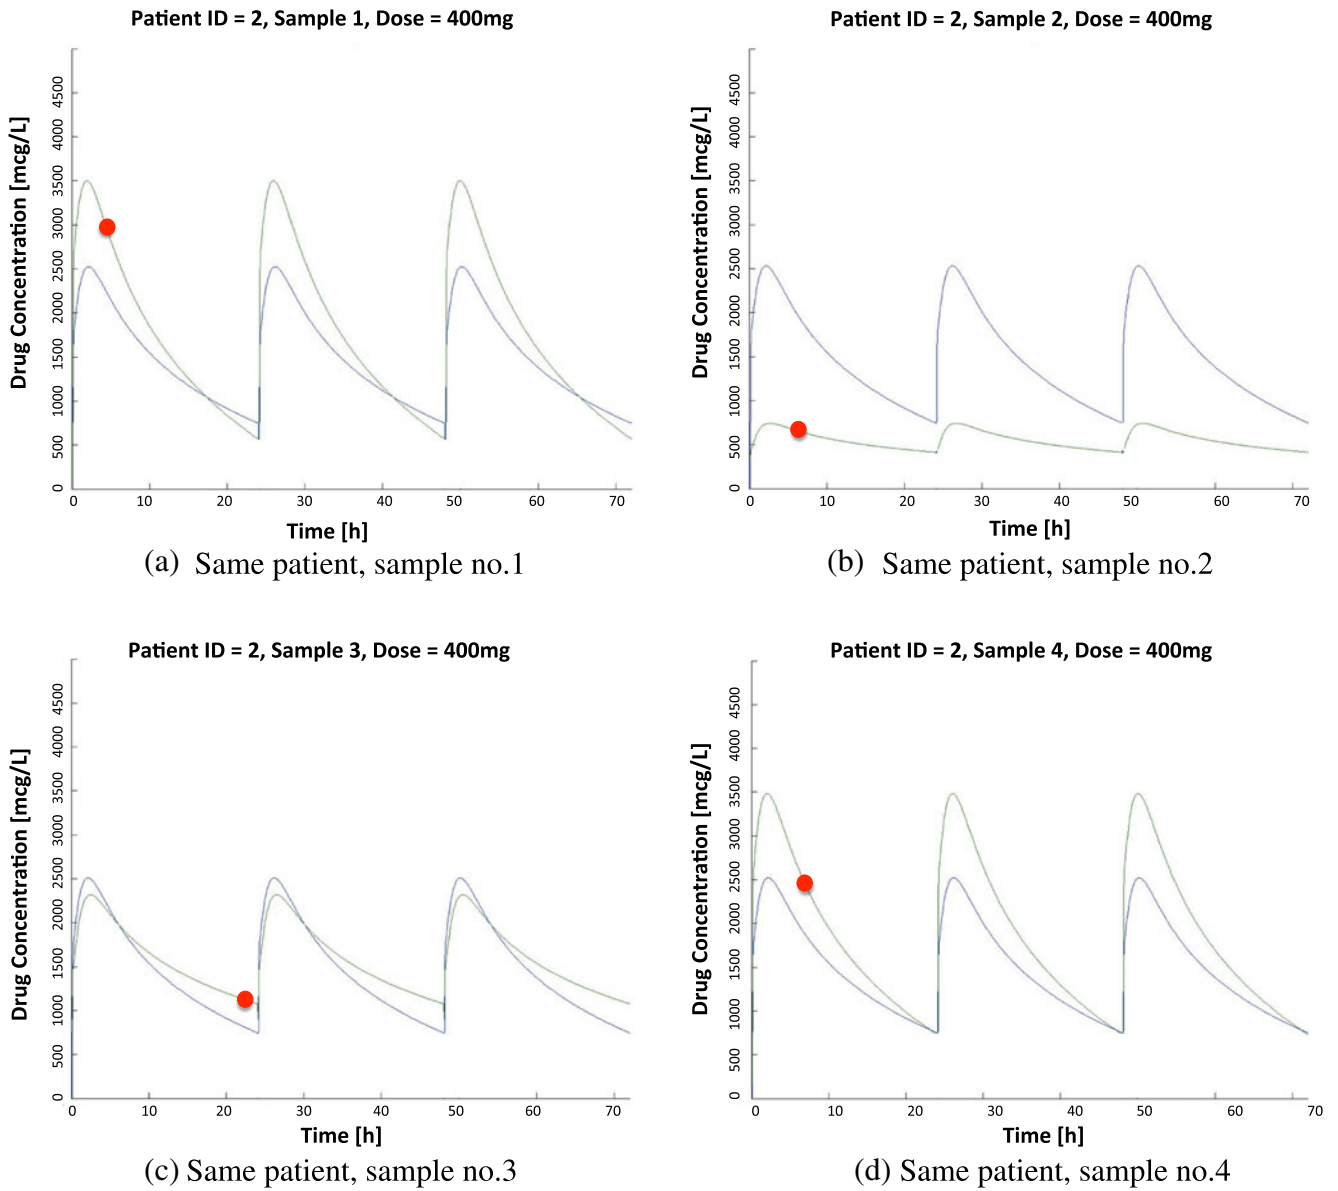 Patient ID = 2, Sample 1, Dose = 400mg
Drug Concentration [mcg/L]
4500
4000
3500
3000
2500
2000
1500
1000
500
0
0 10 20 30 40 50 60 70
Time [h]
(a) Same patient, sample no.1
Patient ID = 2, Sample 2, Dose = 400mg
Drug Concentration [mcg/L]
4500
4000
3500
3000
2500
2000
1500
1000
500
0
0 10 20 30 40 50 60 70
Time [h]
(b) Same patient, sample no.2
Patient ID = 2, Sample 3, Dose = 400mg
Drug Concentration [mcg/L]
4500
4000
3500
3000
2500
2000
1500
1000
500
0
0 10 20 30 40 50 60 70
Time [h]
(c) Same patient, sample no.3
Patient ID = 2, Sample 4, Dose = 400mg
Drug Concentration [mcg/L]
4500
4000
3500
3000
2500
2000
1500
1000
500
0
0 10 20 30 40 50 60 70
Time [h]
(d) Same patient, sample no.4